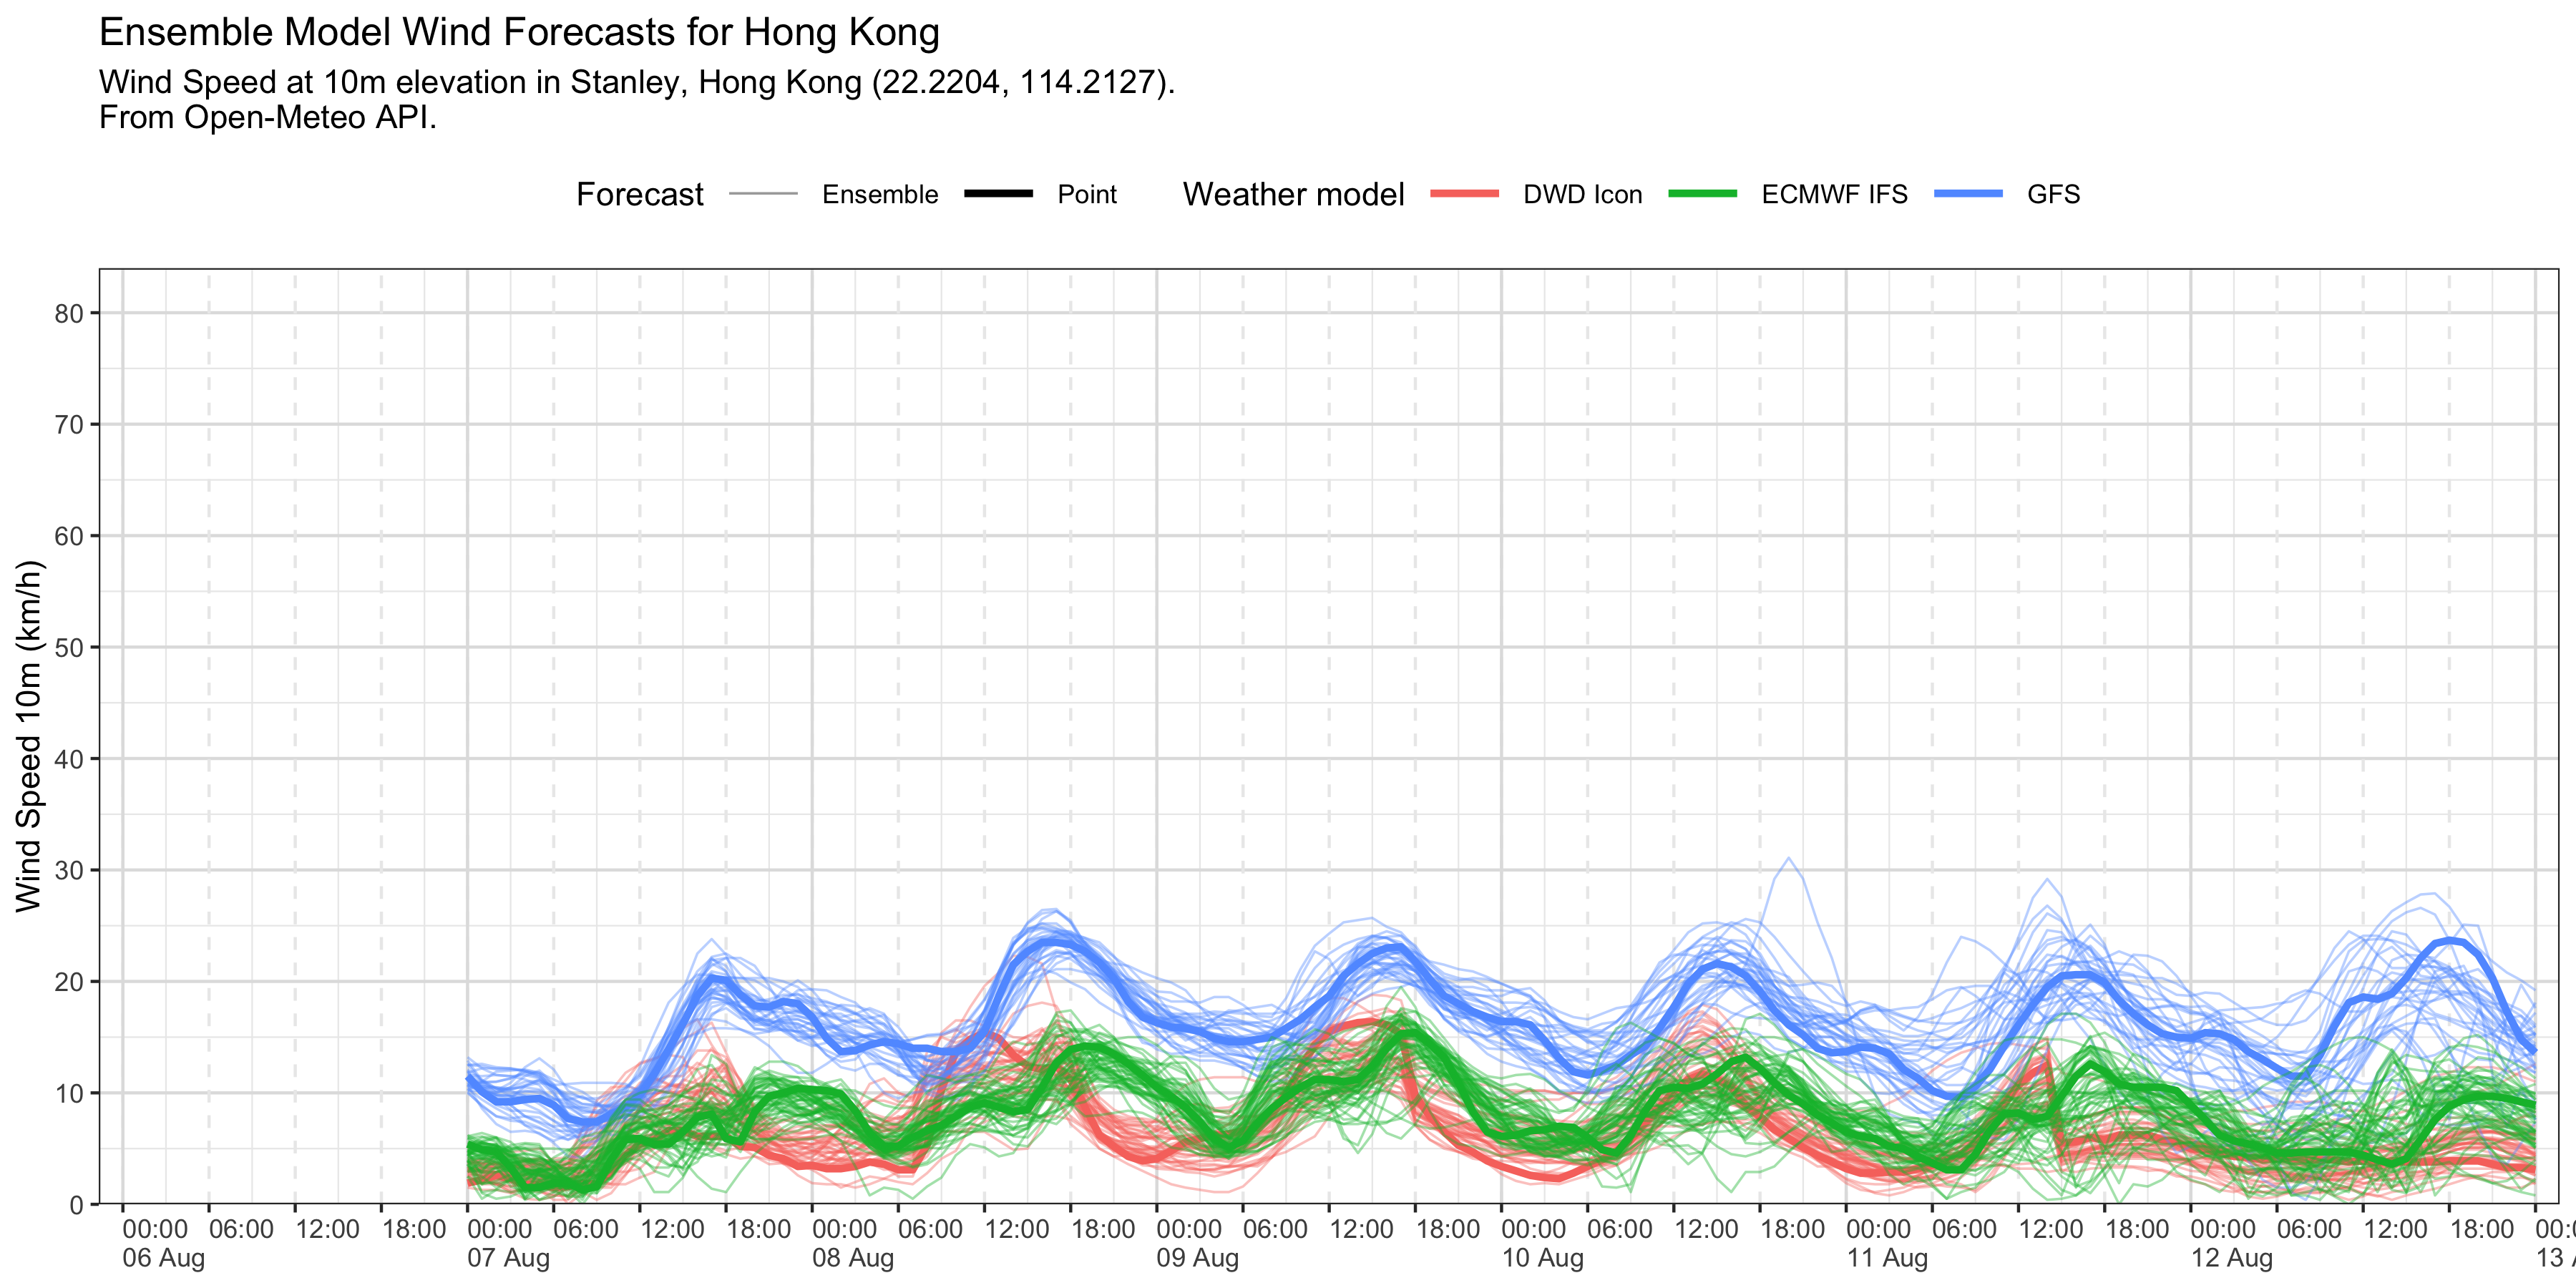 Ensemble Model Wind Forecasts for Hong Kong
Wind Speed at 10m elevation in Stanley, Hong Kong (22.2204, 114.2127).
From Open-Meteo API.
Forecast Ensemble Point Weather model DWD Icon ECMWF IFS GFS
Wind Speed 10m (km/h)
80
70
60
50
40
30
20
10
0
00:00 06:00 12:00 18:00 00:00 06:00 12:00 18:00 00:00 06:00 12:00 18:00 00:00 06:00 12:00 18:00 00:00 06:00 12:00 18:00 00:00 06:00 12:00 18:00 00:00 06:00 12:00 18:00
06 Aug 07 Aug 08 Aug 09 Aug 10 Aug 11 Aug 12 Aug 13